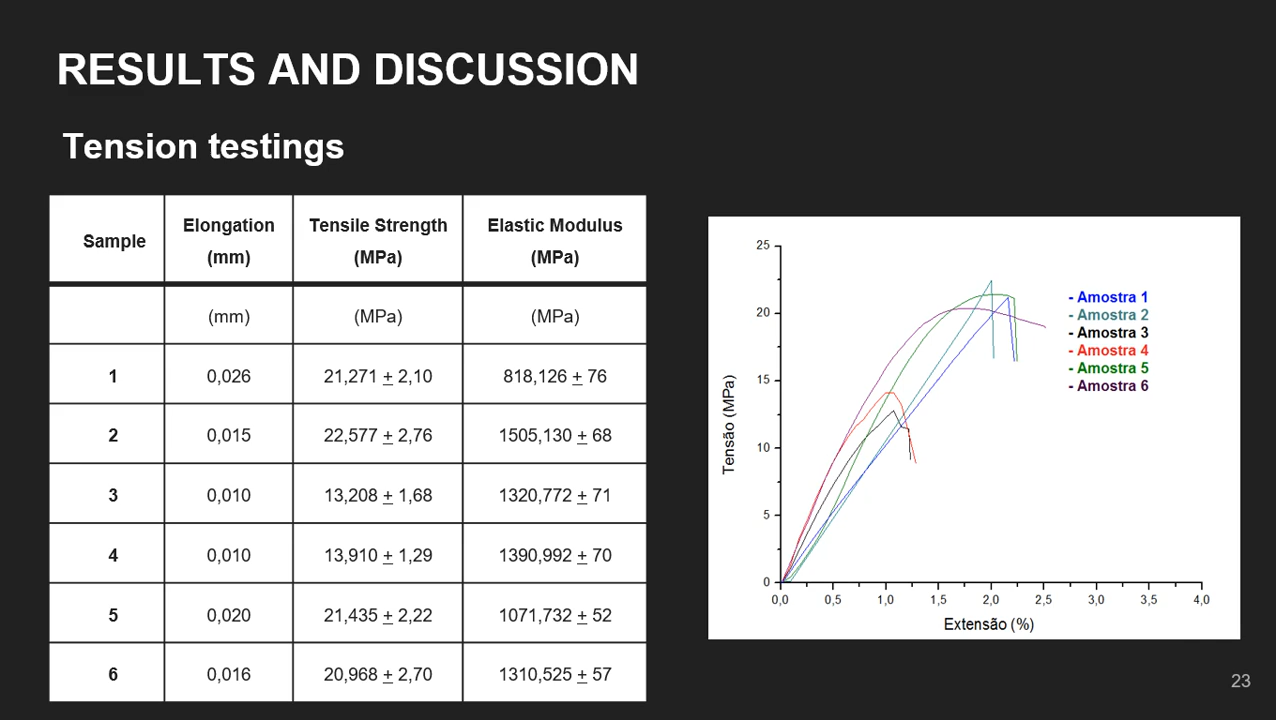 RESULTS AND DISCUSSION
Tension testings
Sample Elongation (mm) Tensile Strength (MPa) Elastic Modulus (MPa)
(mm) (MPa) (MPa)
1 0,026 21,271 + 2,10 818,126 + 76
2 0,015 22,577 + 2,76 1505,130 + 68
3 0,010 13,208 + 1,68 1320,772 + 71
4 0,010 13,910 + 1,29 1390,992 + 70
5 0,020 21,435 + 2,22 1071,732 + 52
6 0,016 20,968 + 2,70 1310,525 + 57
Tensão (MPa)
25
20
15
10
5
0
0,0 0,5 1,0 1,5 2,0 2,5 3,0 3,5 4,0
Extensão (%)
- Amostra 1
- Amostra 2
- Amostra 3
- Amostra 4
- Amostra 5
- Amostra 6
23